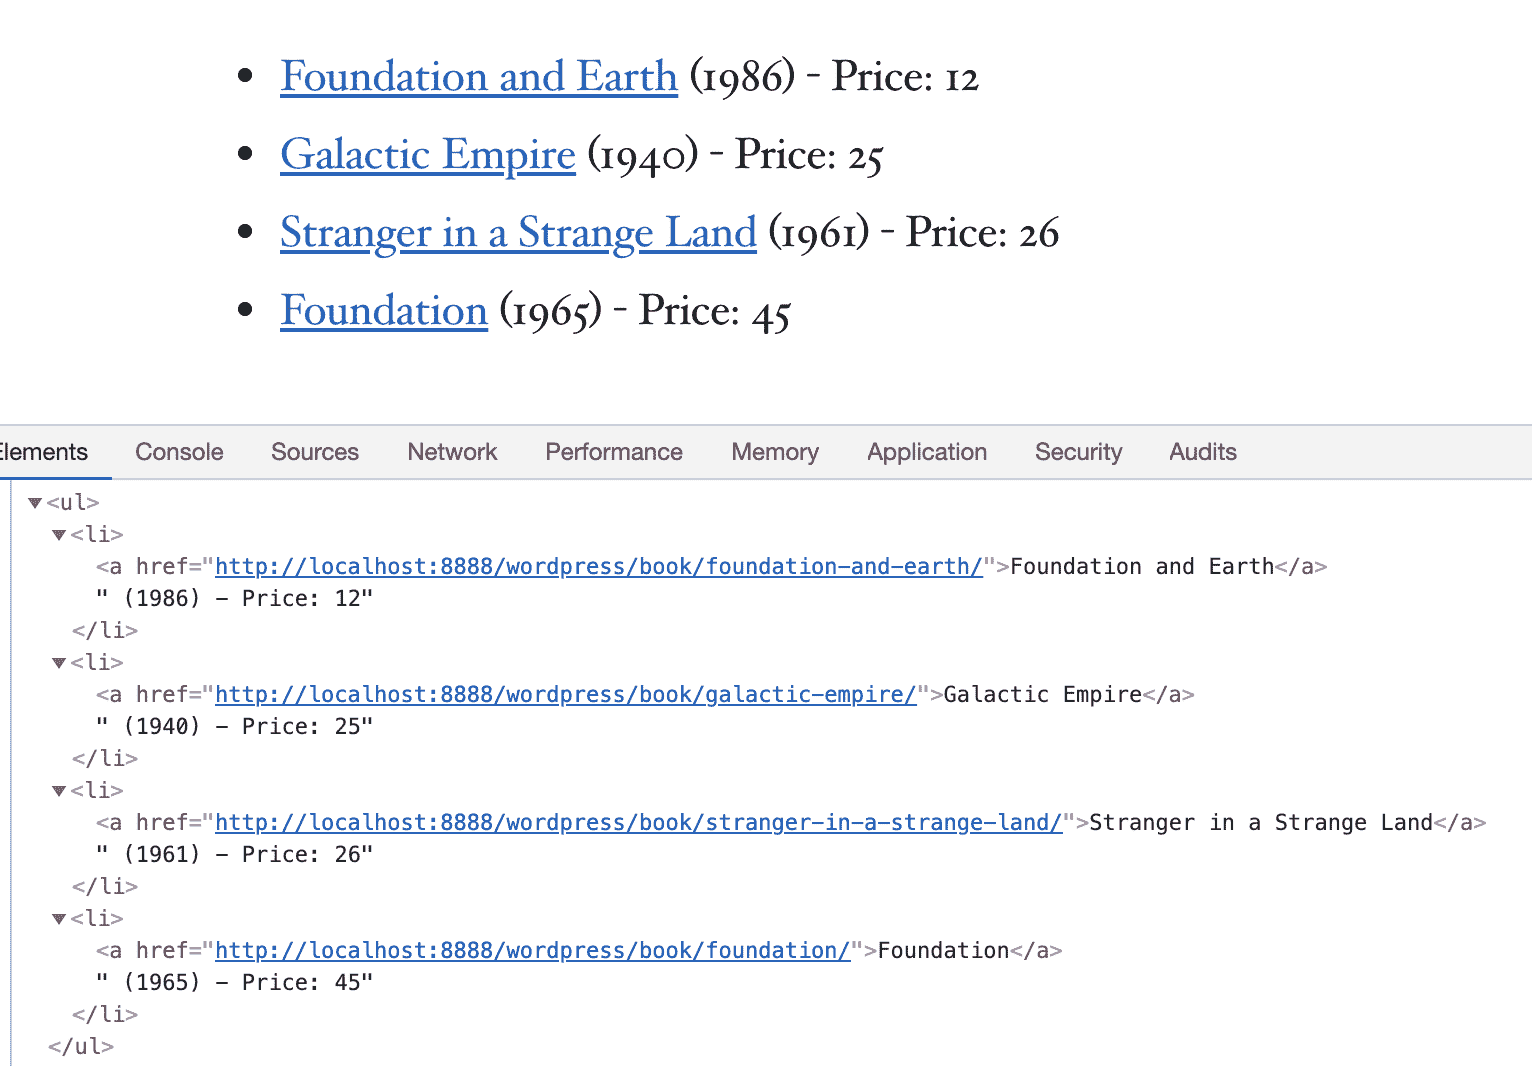 Foundation and Earth (1986) - Price: 12
Galactic Empire (1940) - Price: 25
Stranger in a Strange Land (1961) - Price: 26
Foundation (1965) - Price: 45
Elements Console Sources Network Performance Memory Application Security Audits
<ul>
<li>
<a href="http://localhost:8888/wordpress/book/foundation-and-earth/">Foundation and Earth</a>
" (1986) – Price: 12"
</li>
<li>
<a href="http://localhost:8888/wordpress/book/galactic-empire/">Galactic Empire</a>
" (1940) – Price: 25"
</li>
<li>
<a href="http://localhost:8888/wordpress/book/stranger-in-a-strange-land/">Stranger in a Strange Land</a>
" (1961) – Price: 26"
</li>
<li>
<a href="http://localhost:8888/wordpress/book/foundation/">Foundation</a>
" (1965) – Price: 45"
</li>
</ul>